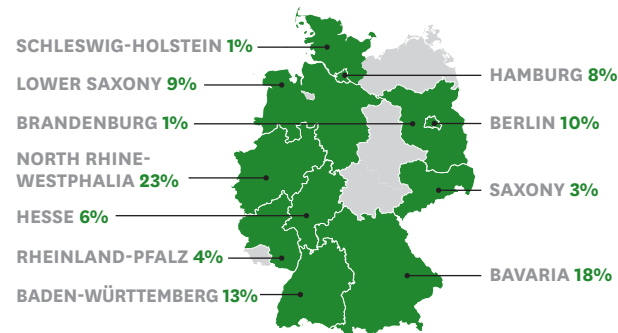 SCHLESWIG-HOLSTEIN 1%
LOWER SAXONY 9%
BRANDENBURG 1%
NORTH RHINE-
WESTPHALIA 23%
HESSE 6%
RHEINLAND-PFALZ 4%
BADEN-WÜRTTEMBERG 13%
HAMBURG 8%
BERLIN 10%
SAXONY 3%
BAVARIA 18%